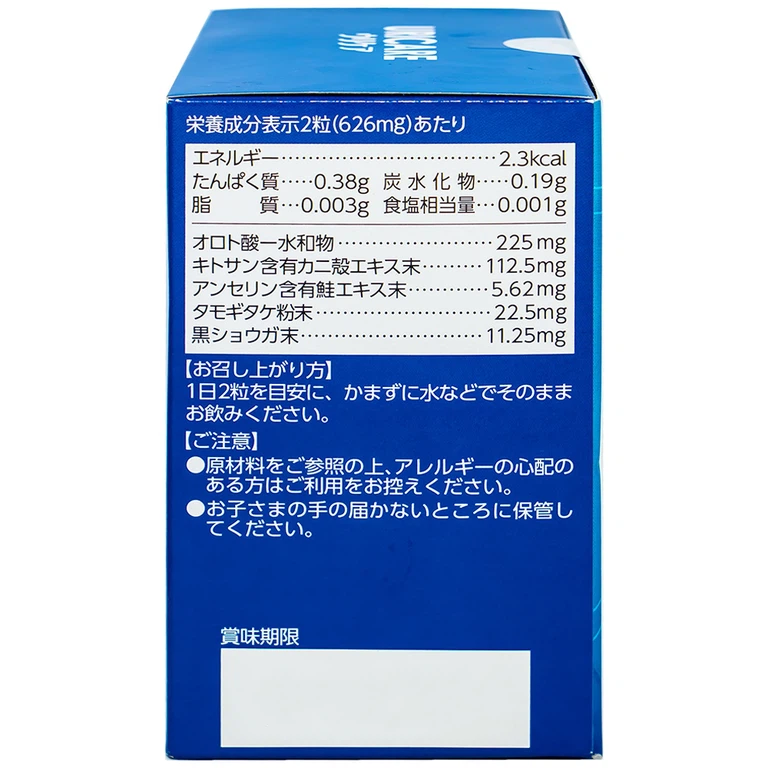 URICARE
ウリケア
栄養成分表示2粒(626mg)あたり
エネルギー……………………………2.3kcal
たんぱく質……0.38g 炭水化物……0.19g
脂質…0.003g 食塩相当量…0.001g
オロト酸一水和物…………………225mg
キトサン含有カニ殻エキス末………112.5mg
アンセリン含有鮭エキス末…………5.62mg
タモギタケ粉末………………………22.5mg
黒ショウガ末…………………………11.25mg
【お召し上がり方】
1日2粒を目安に、かまずに水などでそのまま
お飲みください。
【ご注意】
●原材料をご参照の上、アレルギーの心配の
ある方はご利用をお控えください。
●お子さまの手の届かないところに保管し
てください。
賞味期限